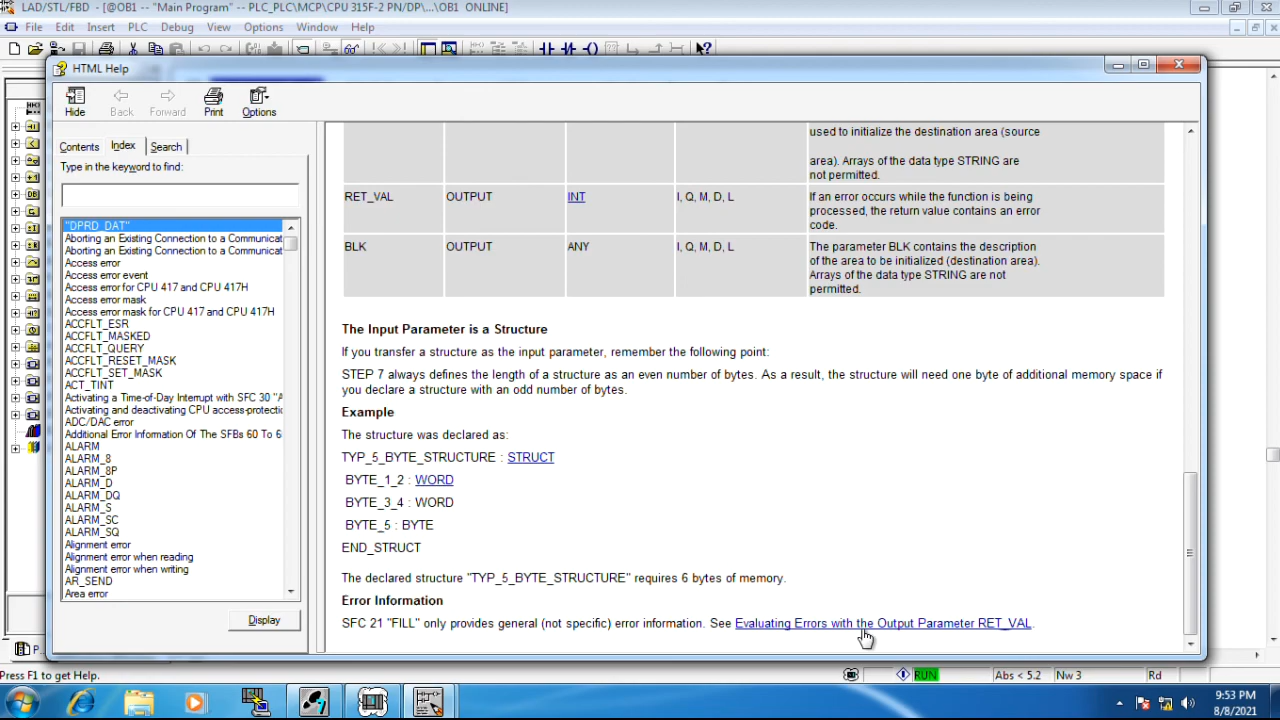 LAD/STL/FBD - [@OB1 -- "Main Program" -- PLC_PLC\MCP\CPU 315F-2 PN/DP\...\OB1 ONLINE]
File Edit Insert PLC Debug View Options Window Help
HTML Help
Hide Back Forward Print Options
Contents Index Search
Type in the keyword to find:
"DPRD_DAT"
Aborting an Existing Connection to a Communicat
Aborting an Existing Connection to a Communicat
Access error
Access error event
Access error for CPU 417 and CPU 417H
Access error mask
Access error mask for CPU 417 and CPU 417H
ACCFLT_ESR
ACCFLT_MASKED
ACCFLT_QUERY
ACCFLT_RESET_MASK
ACCFLT_SET_MASK
ACT_TINT
Activating a Time-of-Day Interrupt with SFC 30 "A
Activating and deactivating CPU access-protectio
ADC/DAC error
Additional Error Information Of The SFBs 60 To 6
ALARM
ALARM_8
ALARM_8P
ALARM_D
ALARM_DQ
ALARM_S
ALARM_SC
ALARM_SQ
Alignment error
Alignment error when reading
Alignment error when writing
AR_SEND
Area error
Display
used to initialize the destination area (source
area). Arrays of the data type STRING are
not permitted.
RET_VAL OUTPUT INT I, Q, M, D, L If an error occurs while the function is being
processed, the return value contains an error
code.
BLK OUTPUT ANY I, Q, M, D, L The parameter BLK contains the description
of the area to be initialized (destination area).
Arrays of the data type STRING are not
permitted.
The Input Parameter is a Structure
If you transfer a structure as the input parameter, remember the following point:
STEP 7 always defines the length of a structure as an even number of bytes. As a result, the structure will need one byte of additional memory space if
you declare a structure with an odd number of bytes.
Example
The structure was declared as:
TYP_5_BYTE_STRUCTURE : STRUCT
BYTE_1_2 : WORD
BYTE_3_4 : WORD
BYTE_5 : BYTE
END_STRUCT
The declared structure "TYP_5_BYTE_STRUCTURE" requires 6 bytes of memory.
Error Information
SFC 21 "FILL" only provides general (not specific) error information. See Evaluating Errors with the Output Parameter RET_VAL.
Press F1 to get Help. RUN Abs < 5.2 Nw 3 Rd
9:53 PM
8/8/2021